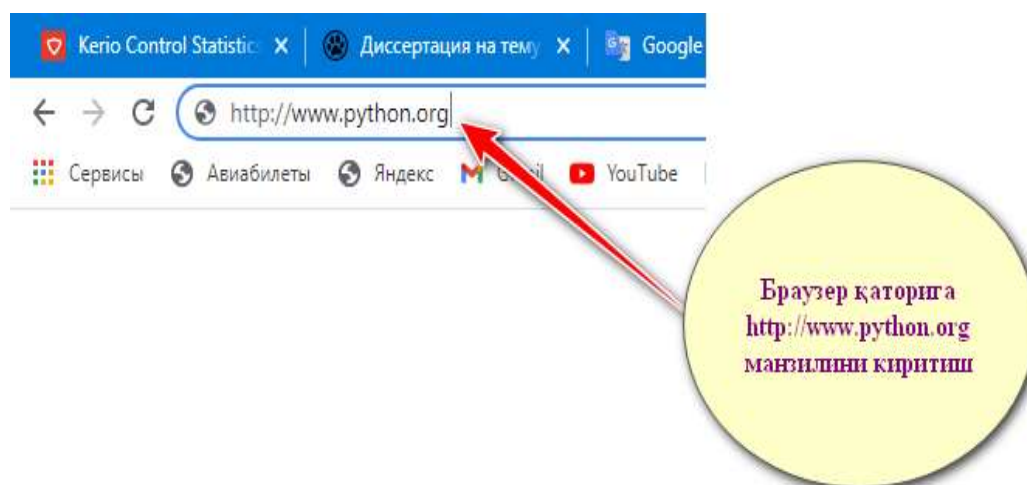 Kerio Control Statistic Диссертация на тему Google
http://www.python.org
Сервисы Авиабилеты Яндекс YouTube
Браузер қаторига
http://www.python.org
манзилини киритиш